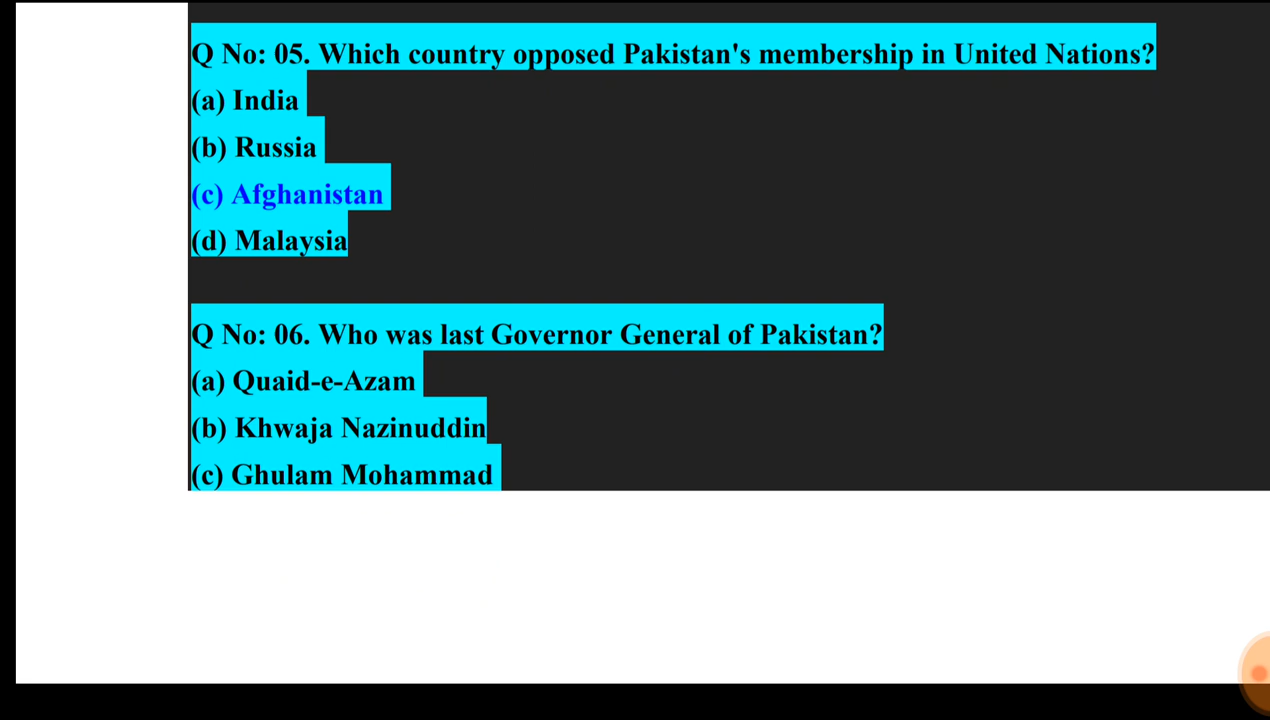 Q No: 05. Which country opposed Pakistan's membership in United Nations?
(a) India
(b) Russia
(c) Afghanistan
(d) Malaysia
Q No: 06. Who was last Governor General of Pakistan?
(a) Quaid-e-Azam
(b) Khwaja Nazinuddin
(c) Ghulam Mohammad